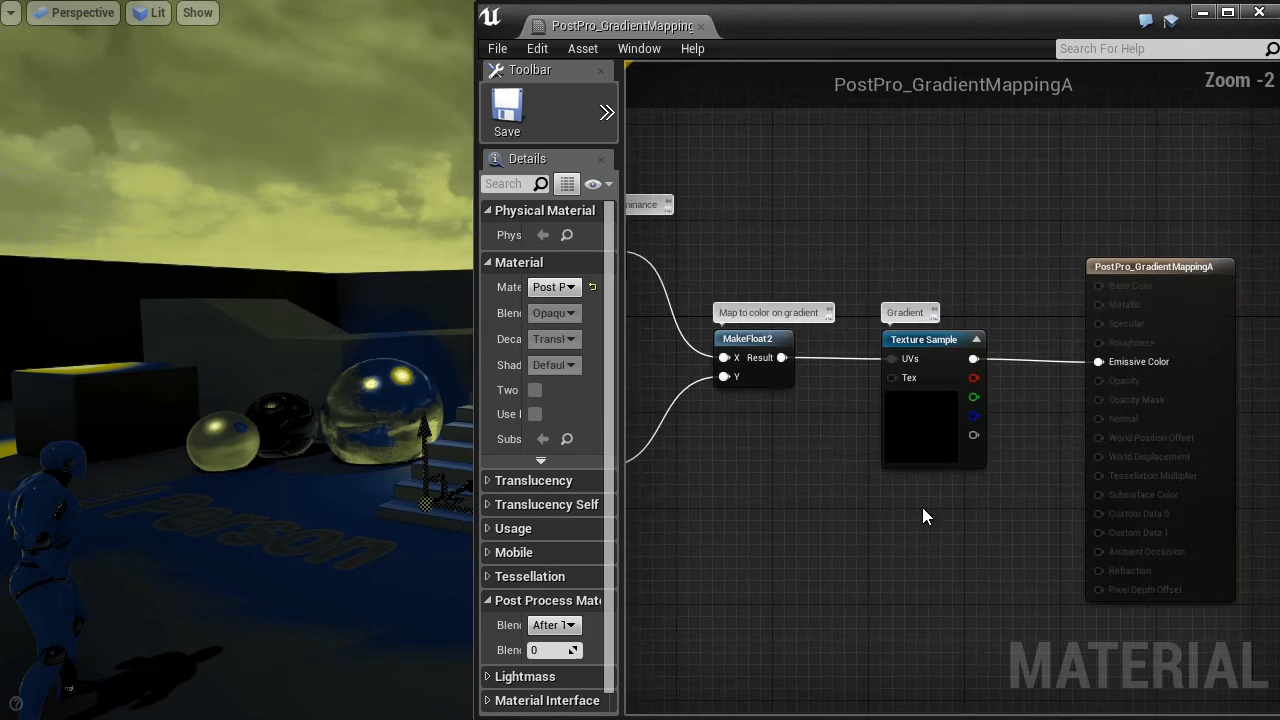 Perspective
Lit
Show
PostPro_GradientMapping
File
Edit
Asset
Window
Help
Search For Help
Toolbar
Save
Details
Search
Physical Material
Phys
Material
Mate
Post P
Blen
Opaqu
Deca
Transl
Shad
Defaul
Two
Use l
Subs
Translucency
Translucency Self
Usage
Mobile
Tessellation
Post Process Mat
Blen
After T
Blen
0
Lightmass
Material Interface
PostPro_GradientMappingA
Zoom -2
minance
Map to color on gradient
MakeFloat2
X
Result
Y
Gradient
Texture Sample
UVs
Tex
PostPro_GradientMappingA
Base Color
Metallic
Specular
Roughness
Emissive Color
Opacity
Opacity Mask
Normal
World Position Offset
World Displacement
Tessellation Multiplier
Subsurface Color
Custom Data 0
Custom Data 1
Ambient Occlusion
Refraction
Pixel Depth Offset
MATERIAL
Person